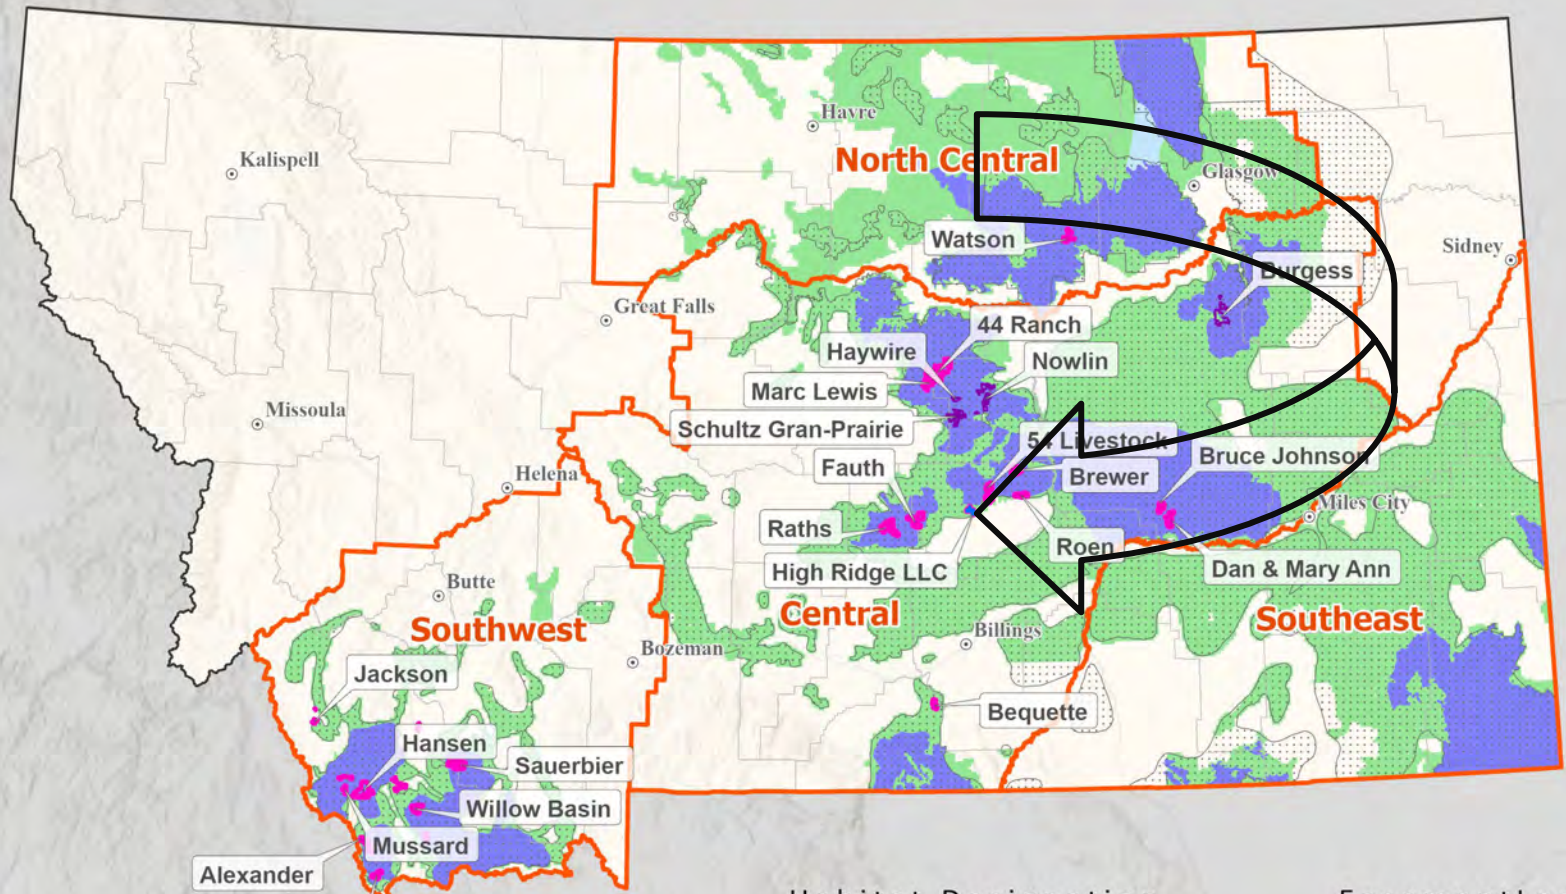 Havre
Kalispell
North Central
Glasgow
Watson
Sidney
Burgess
Great Falls
44 Ranch
Haywire
Nowlin
Marc Lewis
Missoula
Schultz Gran-Prairie
54 Livestock
Bruce Johnson
Fauth
Brewer
Helena
Miles City
Raths
Roen
High Ridge LLC
Dan & Mary Ann
Butte
Central
Southeast
Southwest
Billings
Bozeman
Jackson
Bequette
Hansen
Sauerbier
Willow Basin
Mussard
Alexander